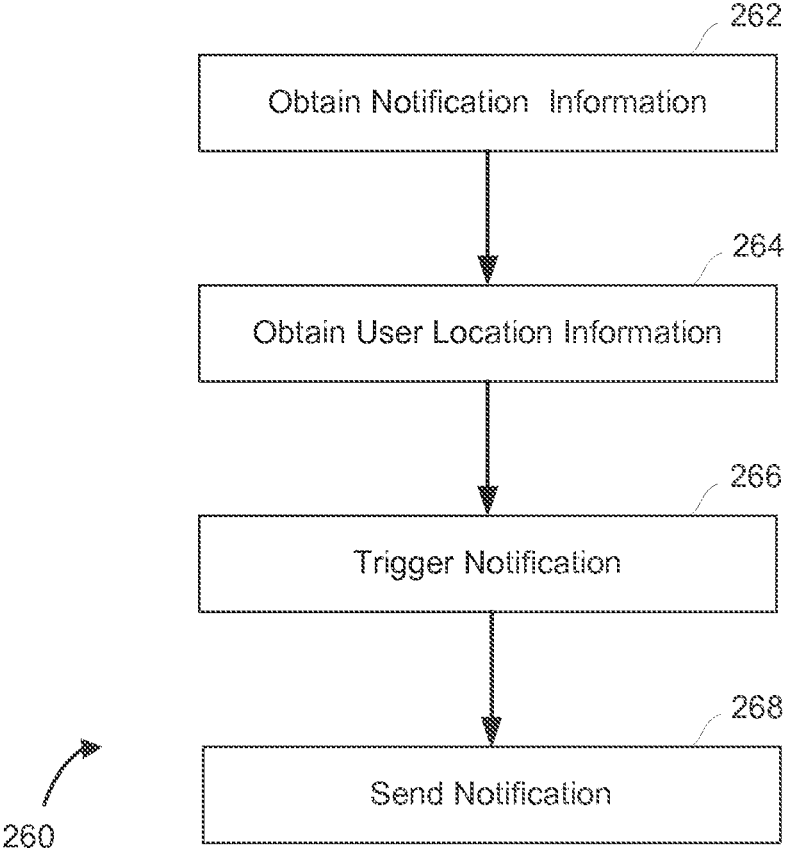 262
Obtain Notification Information
264
Obtain User Location Information
266
Trigger Notification
268
Send Notification
260